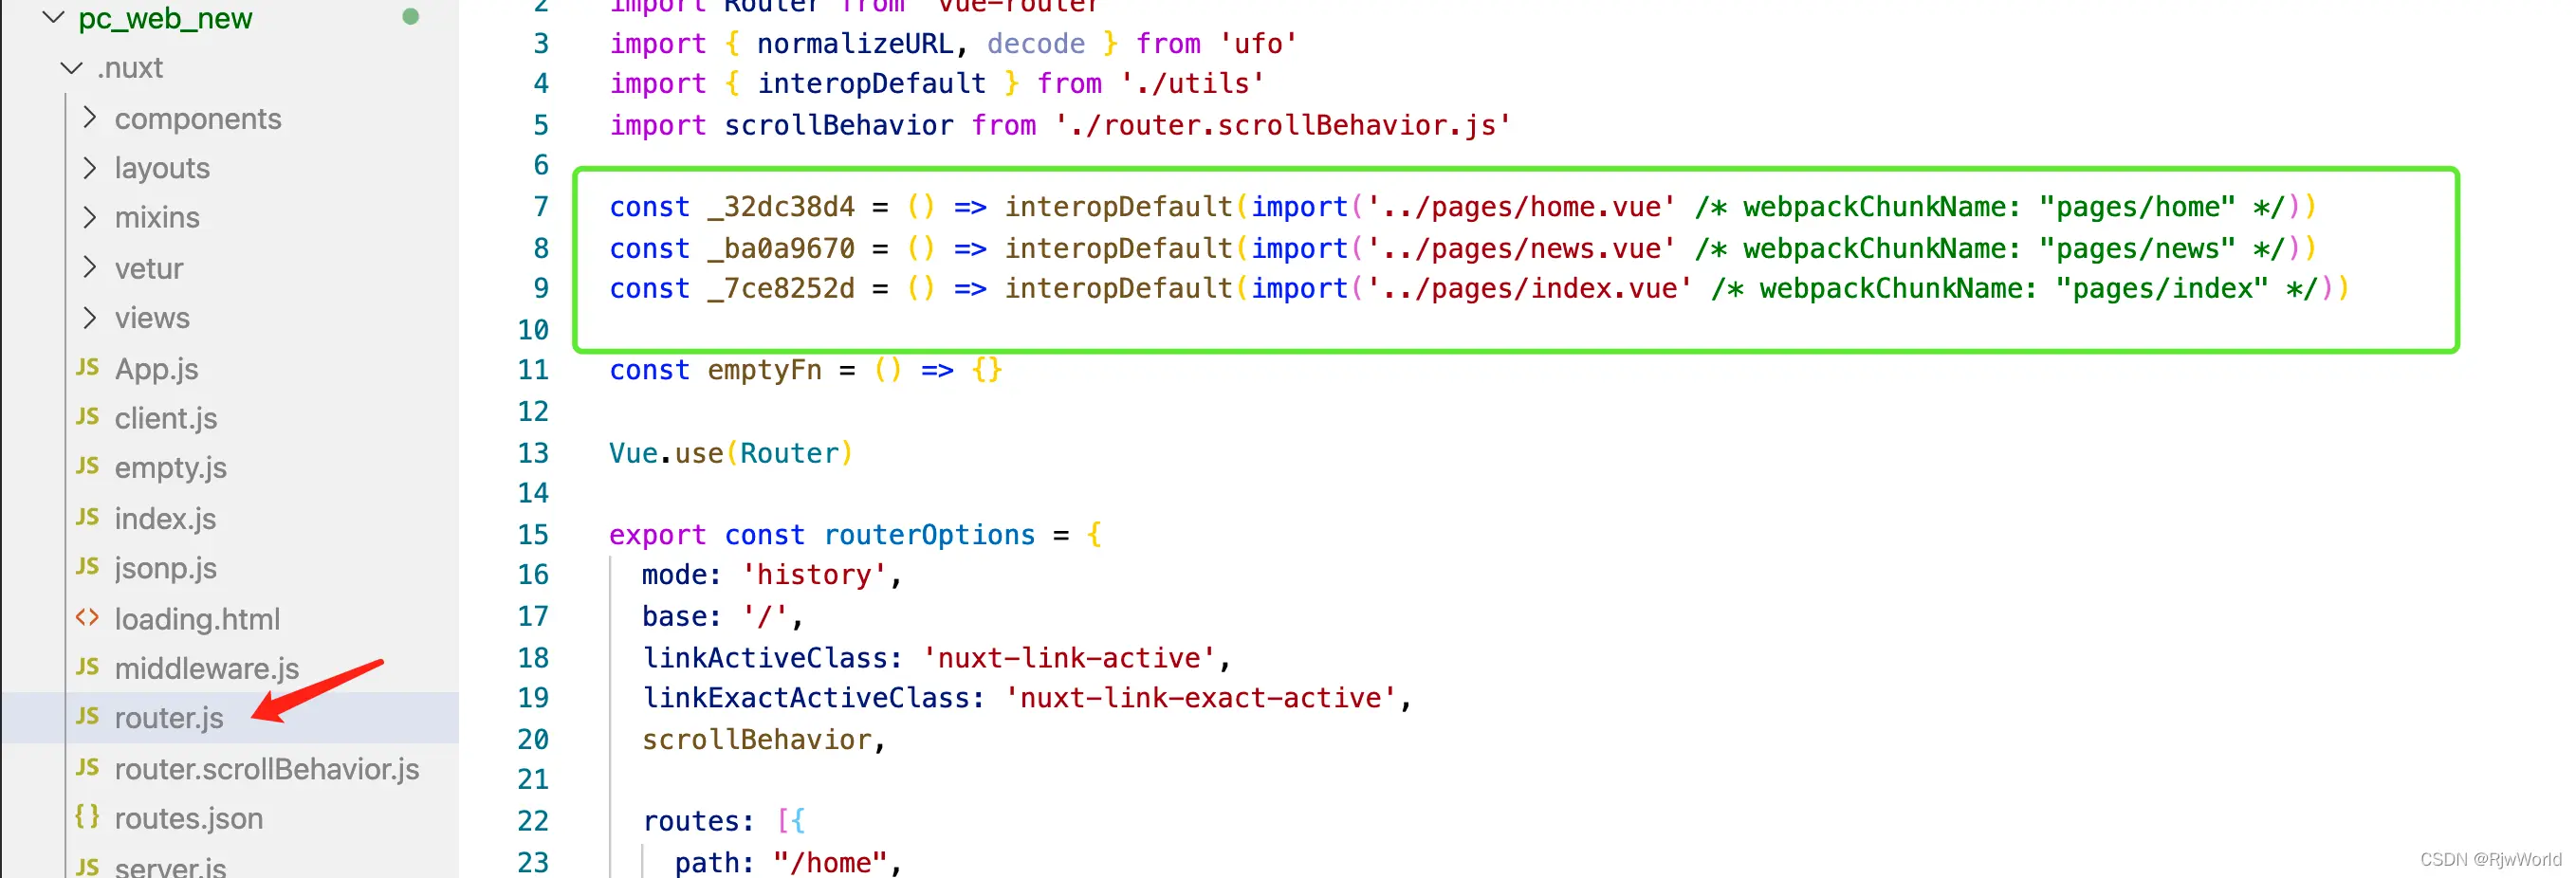 pc_web_new
.nuxt
components
layouts
mixins
vetur
views
JS App.js
JS client.js
JS empty.js
JS index.js
JS jsonp.js
<> loading.html
JS middleware.js
JS router.js
JS router.scrollBehavior.js
{} routes.json
JS server.js
2 import Router from 'vue-router'
3 import { normalizeURL, decode } from 'ufo'
4 import { interopDefault } from './utils'
5 import scrollBehavior from './router.scrollBehavior.js'
6
7 const _32dc38d4 = () => interopDefault(import('../pages/home.vue' /* webpackChunkName: "pages/home" */))
8 const _ba0a9670 = () => interopDefault(import('../pages/news.vue' /* webpackChunkName: "pages/news" */))
9 const _7ce8252d = () => interopDefault(import('../pages/index.vue' /* webpackChunkName: "pages/index" */))
10
11 const emptyFn = () => {}
12
13 Vue.use(Router)
14
15 export const routerOptions = {
16 mode: 'history',
17 base: '/',
18 linkActiveClass: 'nuxt-link-active',
19 linkExactActiveClass: 'nuxt-link-exact-active',
20 scrollBehavior,
21
22 routes: [{
23 path: "/home",
CSDN @RjwWorld